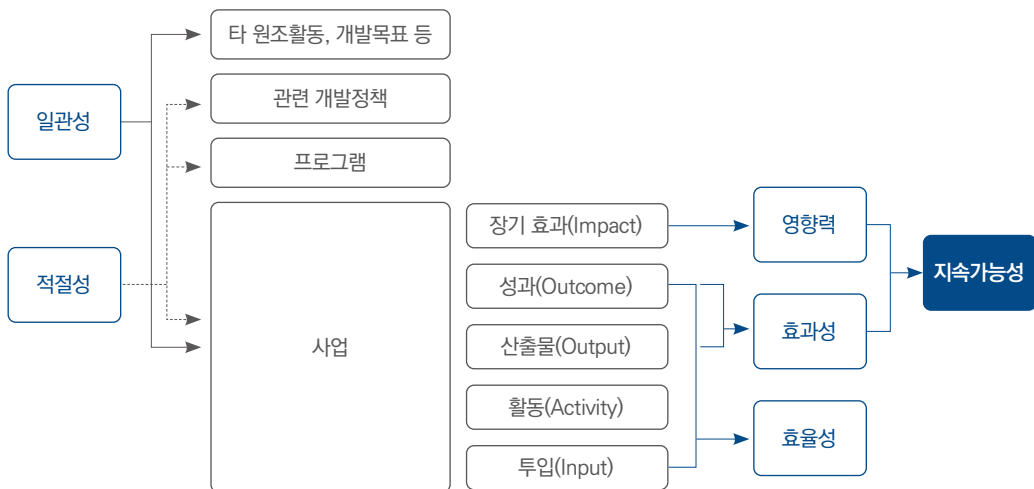 타 원조활동, 개발목표 등
일관성
관련 개발정책
프로그램
적절성
사업
장기 효과(Impact)
성과(Outcome)
산출물(Output)
활동(Activity)
투입(Input)
영향력
효과성
효율성
지속가능성